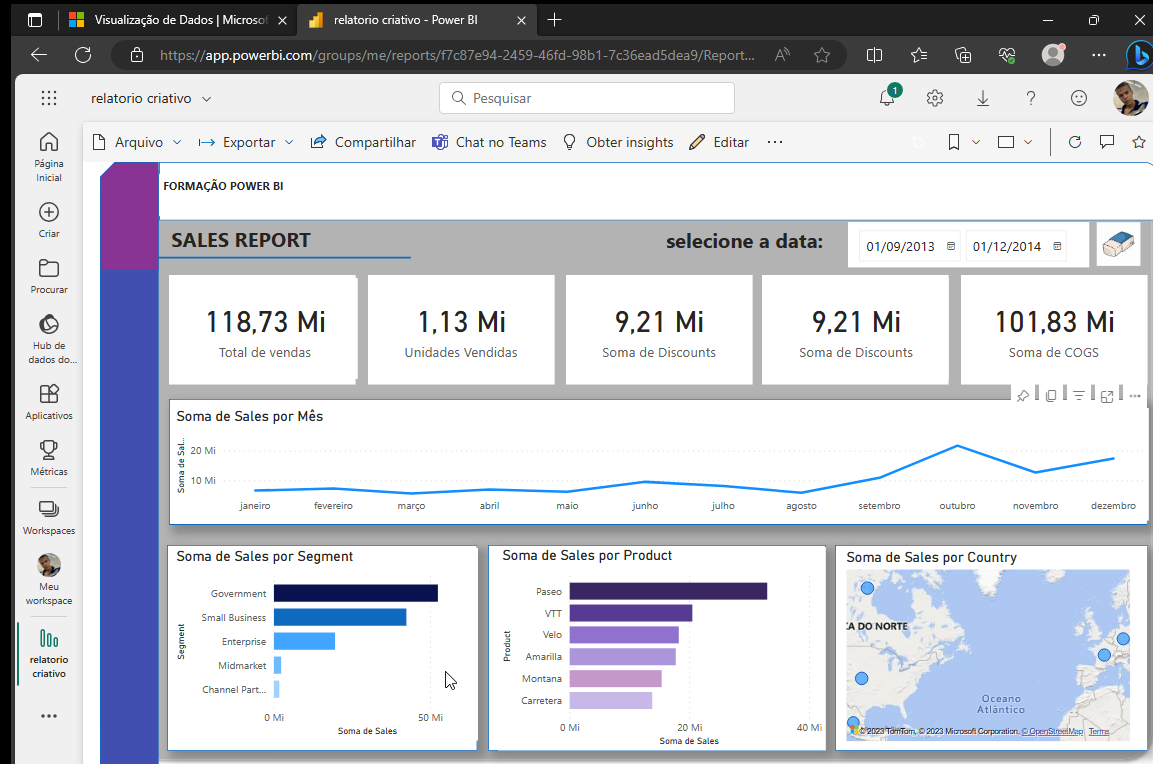 Visualização de Dados | Microsof
relatorio criativo - Power BI
https://app.powerbi.com/groups/me/reports/f7c87e94-2459-46fd-98b1-7c36ead5dea9/Report...
relatorio criativo
Pesquisar
1
Arquivo
Exportar
Compartilhar
Chat no Teams
Obter insights
Editar
Página
Inicial
Criar
Procurar
Hub de
dados do...
Aplicativos
Métricas
Workspaces
Meu
workspace
relatorio
criativo
FORMAÇÃO POWER BI
SALES REPORT
selecione a data:
01/09/2013
01/12/2014
118,73 Mi
Total de vendas
1,13 Mi
Unidades Vendidas
9,21 Mi
Soma de Discounts
9,21 Mi
Soma de Discounts
101,83 Mi
Soma de COGS
Soma de Sales por Mês
Soma de Sal...
20 Mi
10 Mi
janeiro
fevereiro
março
abril
maio
junho
julho
agosto
setembro
outubro
novembro
dezembro
Soma de Sales por Segment
Segment
Government
Small Business
Enterprise
Midmarket
Channel Part...
0 Mi
50 Mi
Soma de Sales
Soma de Sales por Product
Product
Paseo
VTT
Velo
Amarilla
Montana
Carretera
0 Mi
20 Mi
40 Mi
Soma de Sales
Soma de Sales por Country
CA DO NORTE
Oceano
Atlântico
© 2023 TomTom, © 2023 Microsoft Corporation, © OpenStreetMap Terms